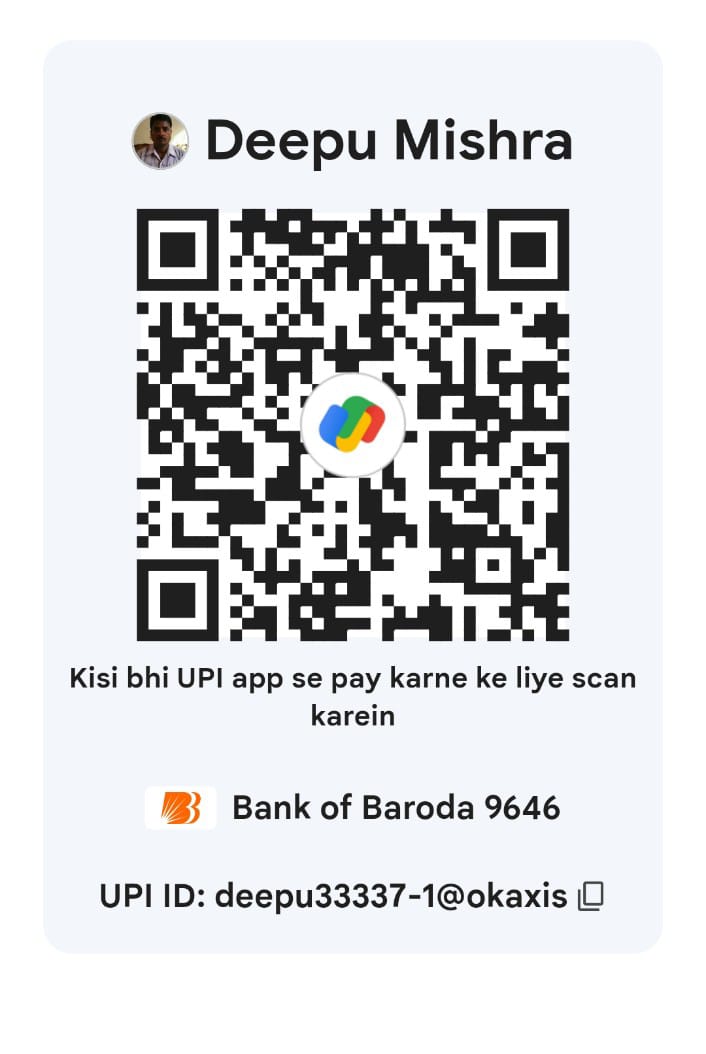 Deepu Mishra
Kisi bhi UPI app se pay karne ke liye scan
karein
Bank of Baroda 9646
UPI ID: deepu33337-1@okaxis